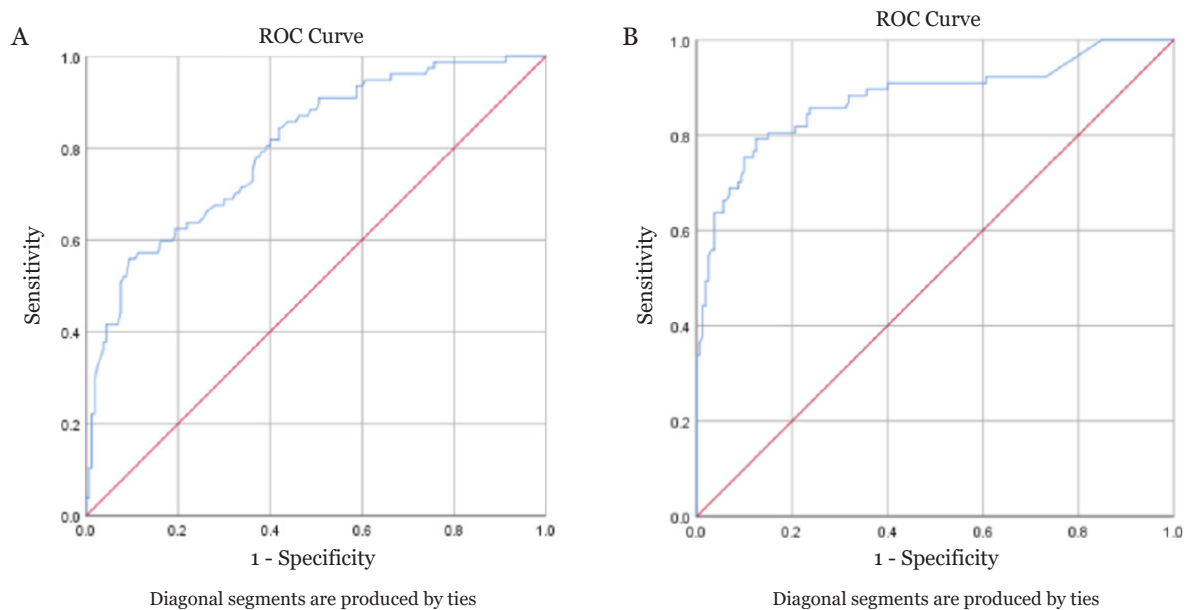 A
ROC Curve
1.0
0.8
0.6
0.4
0.2
0.0
Sensitivity
0.0 0.2 0.4 0.6 0.8 1.0
1 - Specificity
Diagonal segments are produced by ties
B
ROC Curve
1.0
0.8
0.6
0.4
0.2
0.0
Sensitivity
0.0 0.2 0.4 0.6 0.8 1.0
1 - Specificity
Diagonal segments are produced by ties